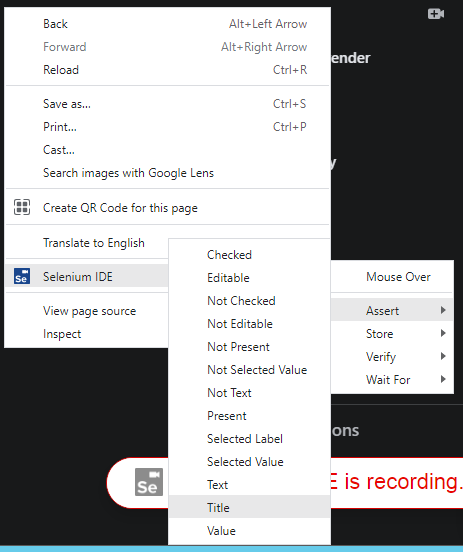 Back Alt+Left Arrow
Forward Alt+Right Arrow
Reload Ctrl+R
Save as... Ctrl+S
Print... Ctrl+P
Cast...
Search images with Google Lens
Create QR Code for this page
Translate to English
Se Selenium IDE
View page source
Inspect
Checked
Editable
Not Checked
Not Editable
Not Present
Not Selected Value
Not Text
Present
Selected Label
Selected Value
Text
Title
Value
Mouse Over
Assert
Store
Verify
Wait For
ender
y
ons
Se E is recording.